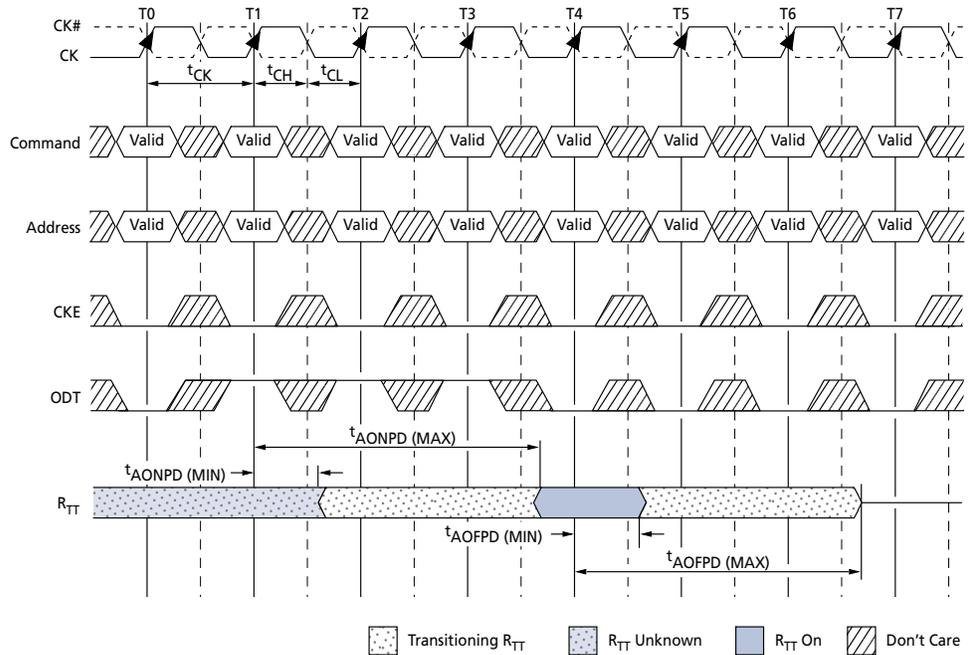 T0 T1 T2 T3 T4 T5 T6 T7
CK#
CK
tCK tCH tCL
Command Valid Valid Valid Valid Valid Valid Valid Valid
Address Valid Valid Valid Valid Valid Valid Valid Valid
CKE
ODT
tAONPD (MAX)
tAONPD (MIN)
RTT
tAOFPD (MIN)
tAOFPD (MAX)
Transitioning RTT RTT Unknown RTT On Don't Care